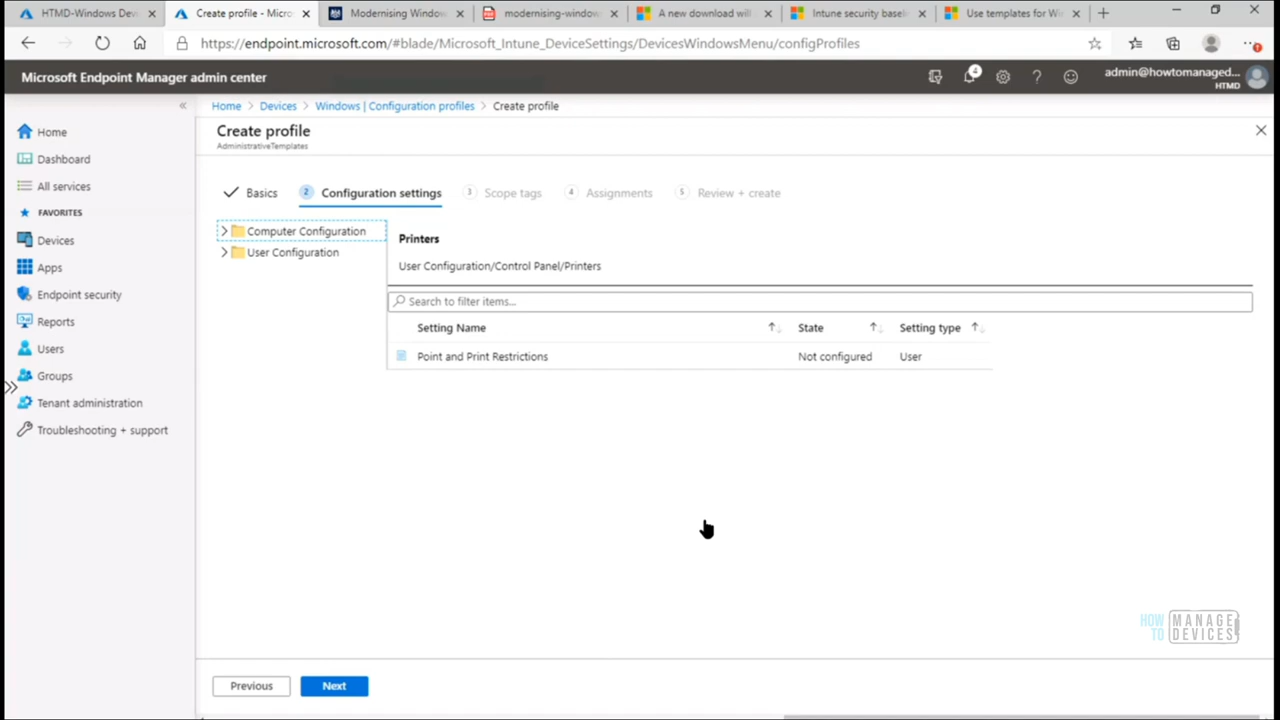 HTMD-Windows Dev
Create profile - Micros
Modernising Window
modernising-window
A new download will
Intune security baseli
Use templates for Wi
https://endpoint.microsoft.com/#blade/Microsoft_Intune_DeviceSettings/DevicesWindowsMenu/configProfiles
Microsoft Endpoint Manager admin center
4
admin@howtomanaged...
HTMD
Home
Dashboard
All services
FAVORITES
Devices
Apps
Endpoint security
Reports
Users
Groups
Tenant administration
Troubleshooting + support
Home > Devices > Windows | Configuration profiles > Create profile
Create profile
AdministrativeTemplates
Basics
2 Configuration settings
3 Scope tags
4 Assignments
5 Review + create
Computer Configuration
User Configuration
Printers
User Configuration/Control Panel/Printers
Search to filter items...
Setting Name State Setting type
Point and Print Restrictions Not configured User
HOW TO
MANAGE DEVICES
Previous
Next